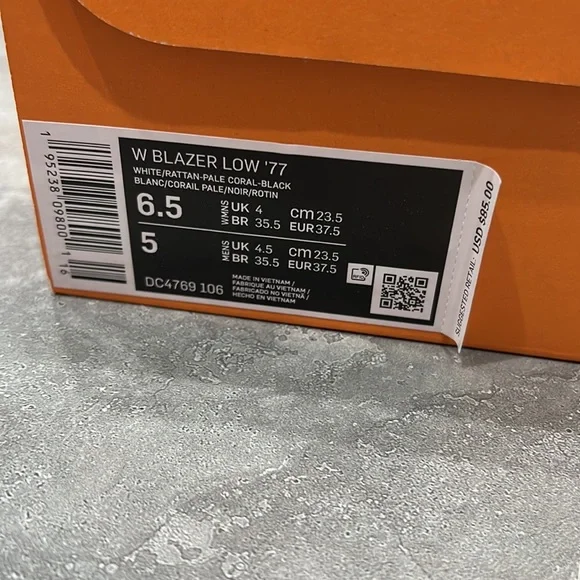 W BLAZER LOW '77
WHITE/RATTAN-PALE CORAL-BLACK
BLANC/CORAIL PALE/NOIR/ROTIN
6.5 WMNS UK 4 cm 23.5
BR 35.5 EUR 37.5
5 MENS UK 4.5 cm 23.5
BR 35.5 EUR 37.5
DC4769 106
MADE IN VIETNAM /
FABRIQUE AU VIETNAM /
FABRICADO NO VIETNÃ /
HECHO EN VIETNAM
RFID
1 95238 09800 1 16
SUGGESTED RETAIL: USD $85.00